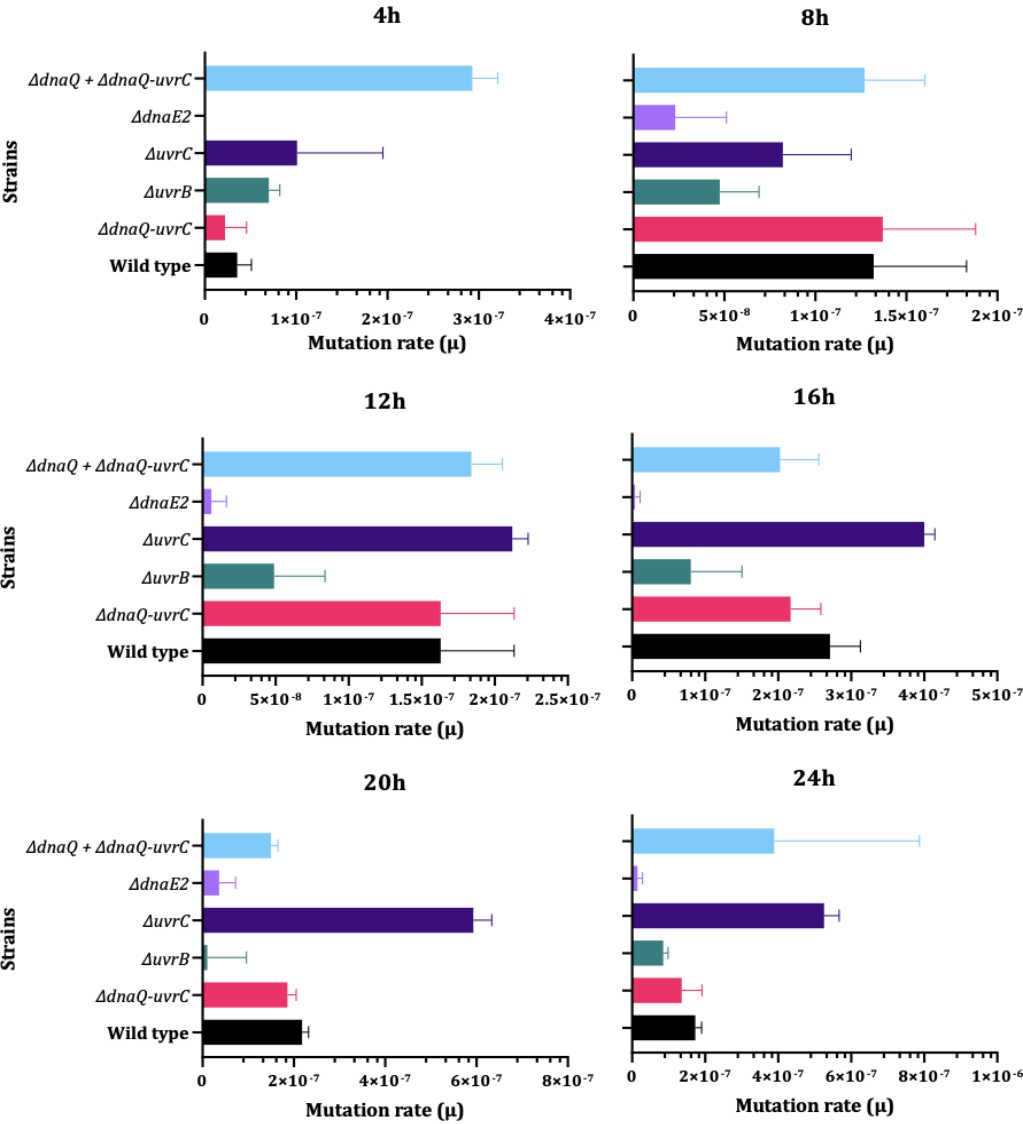 4h
8h
Strains
ΔdnaQ + ΔdnaQ-uvrC
ΔdnaE2
ΔuvrC
ΔuvrB
ΔdnaQ-uvrC
Wild type
0 1×10⁻⁷ 2×10⁻⁷ 3×10⁻⁷ 4×10⁻⁷
Mutation rate (μ)
0 5×10⁻⁸ 1×10⁻⁷ 1.5×10⁻⁷ 2×10⁻⁷
Mutation rate (μ)
12h
16h
Strains
ΔdnaQ + ΔdnaQ-uvrC
ΔdnaE2
ΔuvrC
ΔuvrB
ΔdnaQ-uvrC
Wild type
0 5×10⁻⁸ 1×10⁻⁷ 1.5×10⁻⁷ 2×10⁻⁷ 2.5×10⁻⁷
Mutation rate (μ)
0 1×10⁻⁷ 2×10⁻⁷ 3×10⁻⁷ 4×10⁻⁷ 5×10⁻⁷
Mutation rate (μ)
20h
24h
Strains
ΔdnaQ + ΔdnaQ-uvrC
ΔdnaE2
ΔuvrC
ΔuvrB
ΔdnaQ-uvrC
Wild type
0 2×10⁻⁷ 4×10⁻⁷ 6×10⁻⁷ 8×10⁻⁷
Mutation rate (μ)
0 2×10⁻⁷ 4×10⁻⁷ 6×10⁻⁷ 8×10⁻⁷ 1×10⁻⁶
Mutation rate (μ)